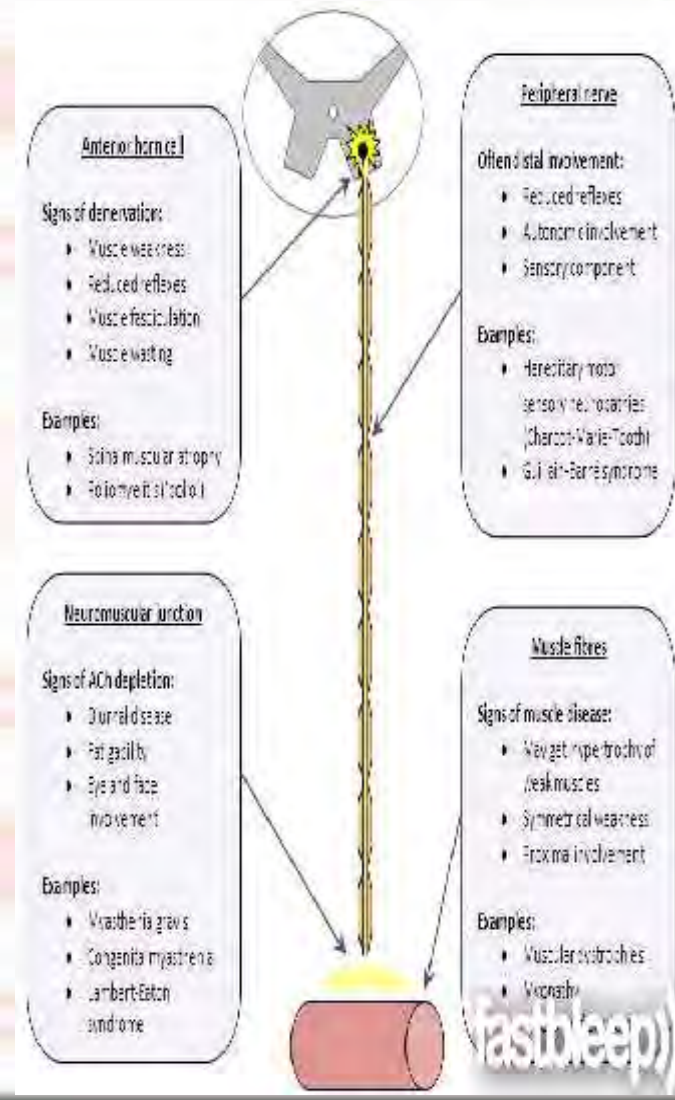 Anterior horn cell
Signs of denervation:
Muscle weakness
Reduced reflexes
Muscle fasciculation
Muscle wasting
Examples:
Spinal muscular atrophy
Poliomyelitis ('polio')
Peripheral nerve
Often distal involvement:
Reduced reflexes
Autonomic involvement
Sensory component
Examples:
Hereditary motor
sensory neuropathies
(Charcot-Marie-Tooth)
Guillain-Barré syndrome
Neuromuscular junction
Signs of ACh depletion:
Diurnal disease
Fatigability
Eye and face
involvement
Examples:
Myasthenia gravis
Congenital myasthenia
Lambert-Eaton
syndrome
Muscle fibres
Signs of muscle disease:
May get hypertrophy of
weak muscles
Symmetrical weakness
Proximal involvement
Examples:
Muscular dystrophies
Myopathy
fastbleep))